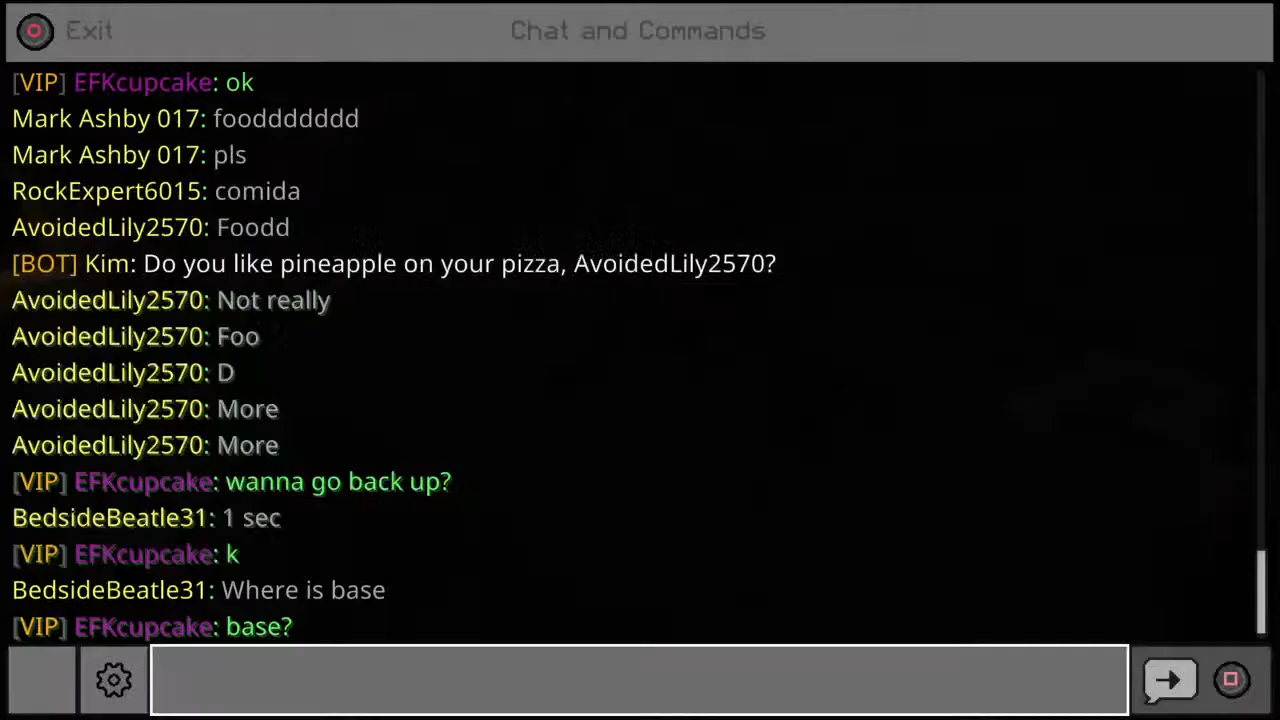 Exit
Chat and Commands
[VIP] EFKcupcake: ok
Mark Ashby 017: fooddddddd
Mark Ashby 017: pls
RockExpert6015: comida
AvoidedLily2570: Foodd
[BOT] Kim: Do you like pineapple on your pizza, AvoidedLily2570?
AvoidedLily2570: Not really
AvoidedLily2570: Foo
AvoidedLily2570: D
AvoidedLily2570: More
AvoidedLily2570: More
[VIP] EFKcupcake: wanna go back up?
BedsideBeatle31: 1 sec
[VIP] EFKcupcake: k
BedsideBeatle31: Where is base
[VIP] EFKcupcake: base?